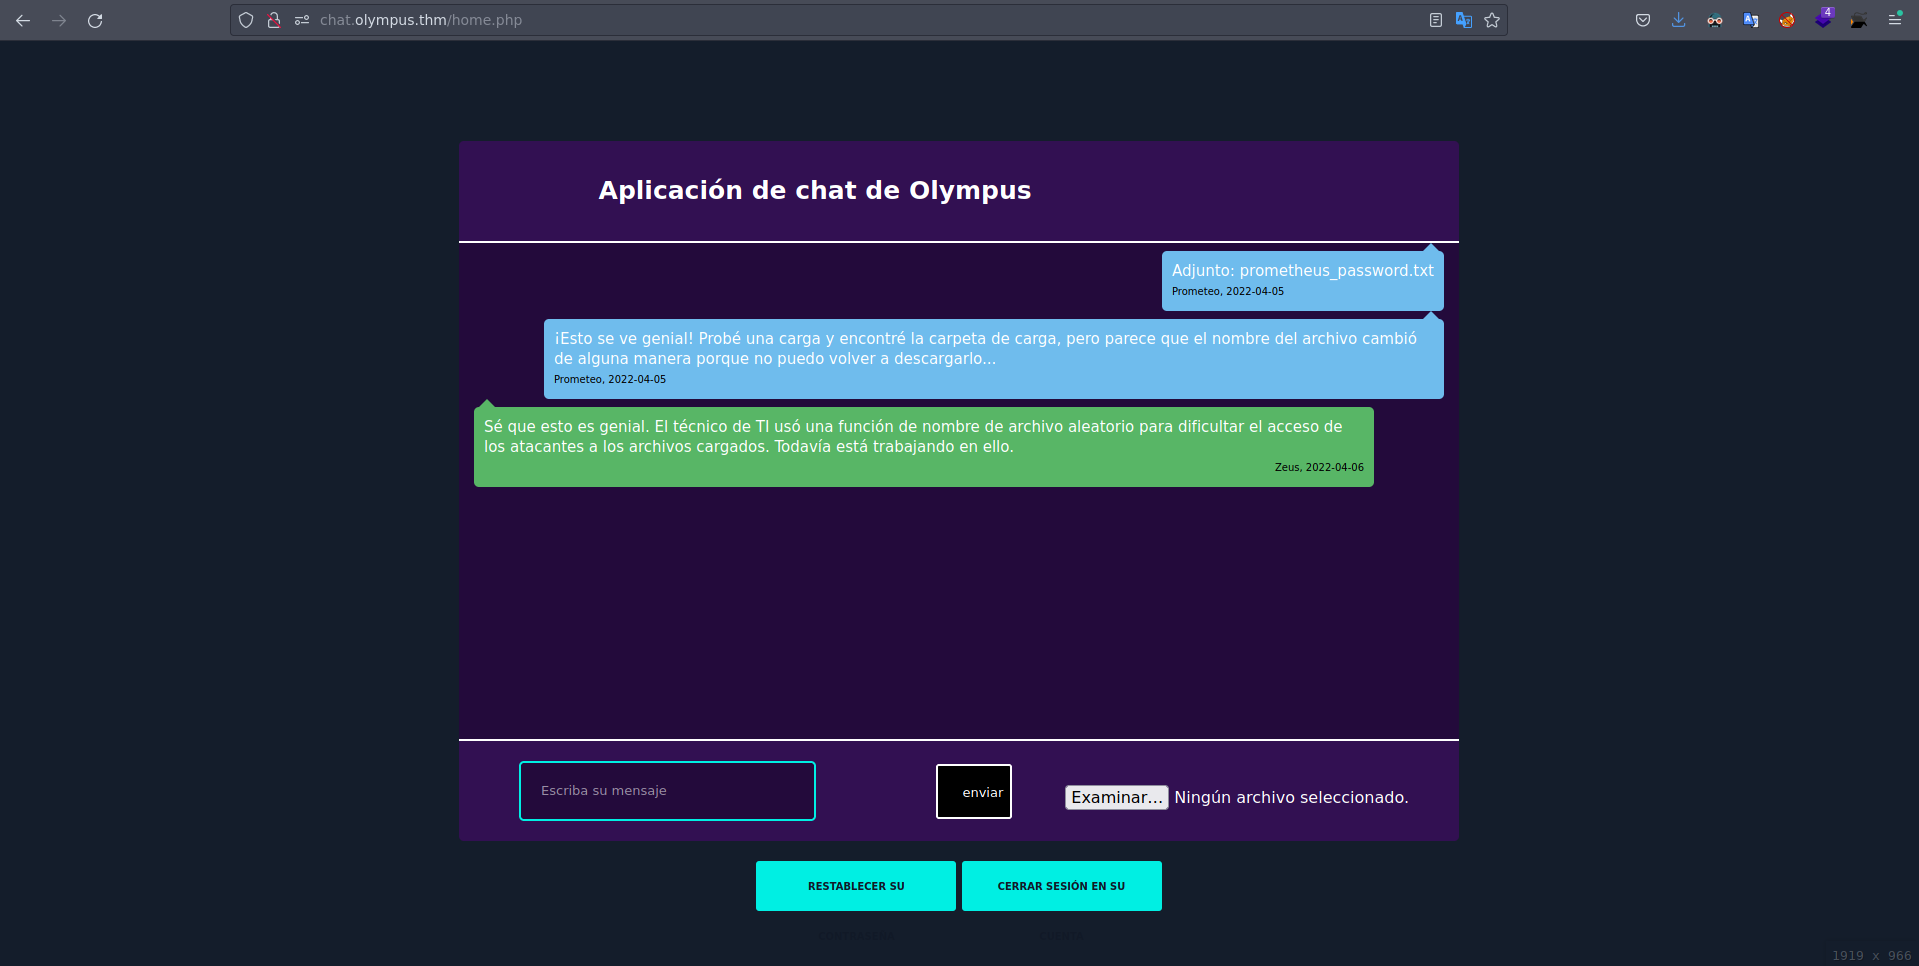 chat.olympus.thm/home.php
4
Aplicación de chat de Olympus
Adjunto: prometheus_password.txt
Prometeo, 2022-04-05
¡Esto se ve genial! Probé una carga y encontré la carpeta de carga, pero parece que el nombre del archivo cambió
de alguna manera porque no puedo volver a descargarlo...
Prometeo, 2022-04-05
Sé que esto es genial. El técnico de TI usó una función de nombre de archivo aleatorio para dificultar el acceso de
los atacantes a los archivos cargados. Todavía está trabajando en ello.
Zeus, 2022-04-06
Escriba su mensaje
enviar
Examinar...
Ningún archivo seleccionado.
RESTABLECER SU
CERRAR SESIÓN EN SU
1919 x 966